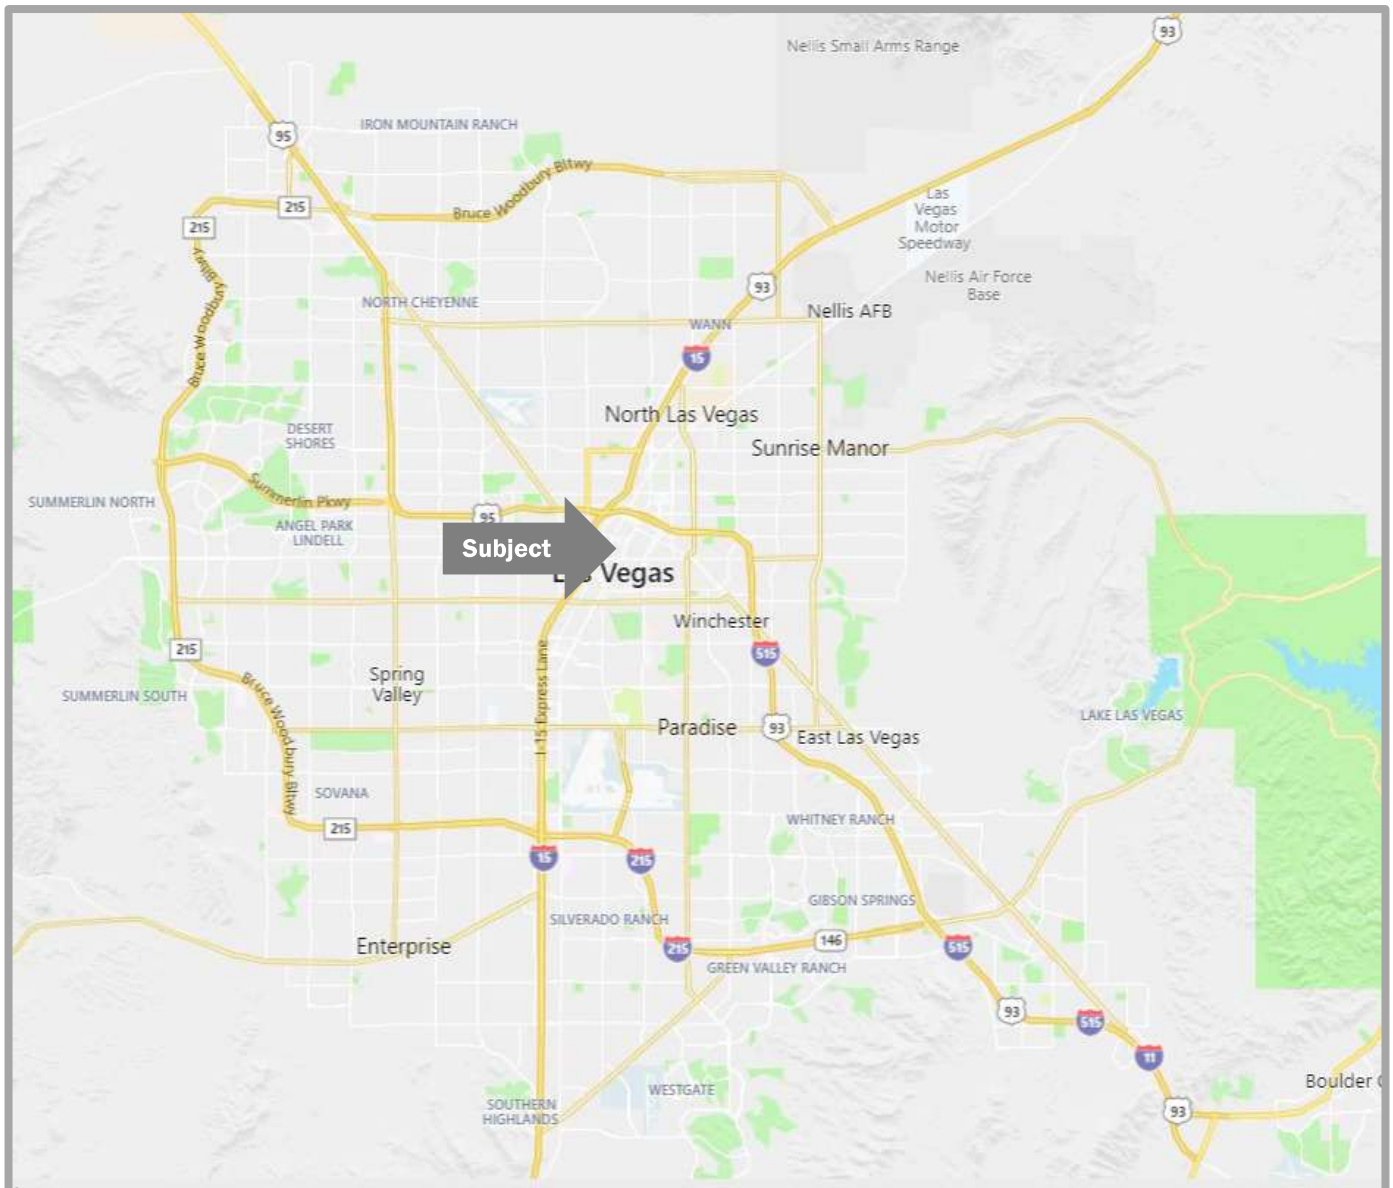 93
Nellis Small Arms Range
95
IRON MOUNTAIN RANCH
Bruce Woodbury Bltwy
Las
Vegas
Motor
Speedway
215
215
Bruce Woodbury Bltwy
Nellis Air Force
Base
93
NORTH CHEYENNE
Nellis AFB
WANN
15
North Las Vegas
DESERT
SHORES
Sunrise Manor
Summerlin Pkwy
SUMMERLIN NORTH
95
ANGEL PARK
LINDELL
Subject
Las Vegas
Winchester
215
515
Spring
Valley
Bruce Woodbury Bltwy
SUMMERLIN SOUTH
I-15 Express Lane
LAKE LAS VEGAS
Paradise
93
East Las Vegas
SOVANA
WHITNEY RANCH
215
15
215
GIBSON SPRINGS
SILVERADO RANCH
Enterprise
215
146
515
GREEN VALLEY RANCH
93
515
11
Boulder
WESTGATE
SOUTHERN
HIGHLANDS
93